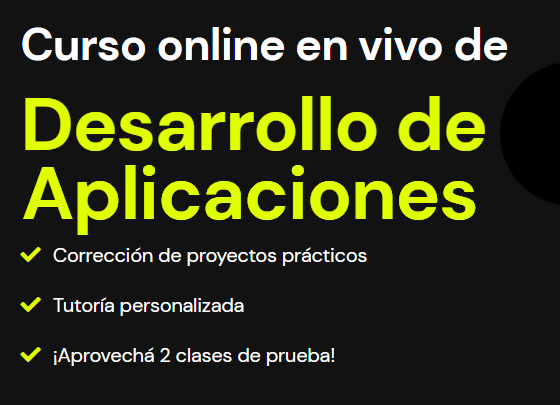 Curso online en vivo de
Desarrollo de
Aplicaciones
Corrección de proyectos prácticos
Tutoría personalizada
¡Aprovechá 2 clases de prueba!